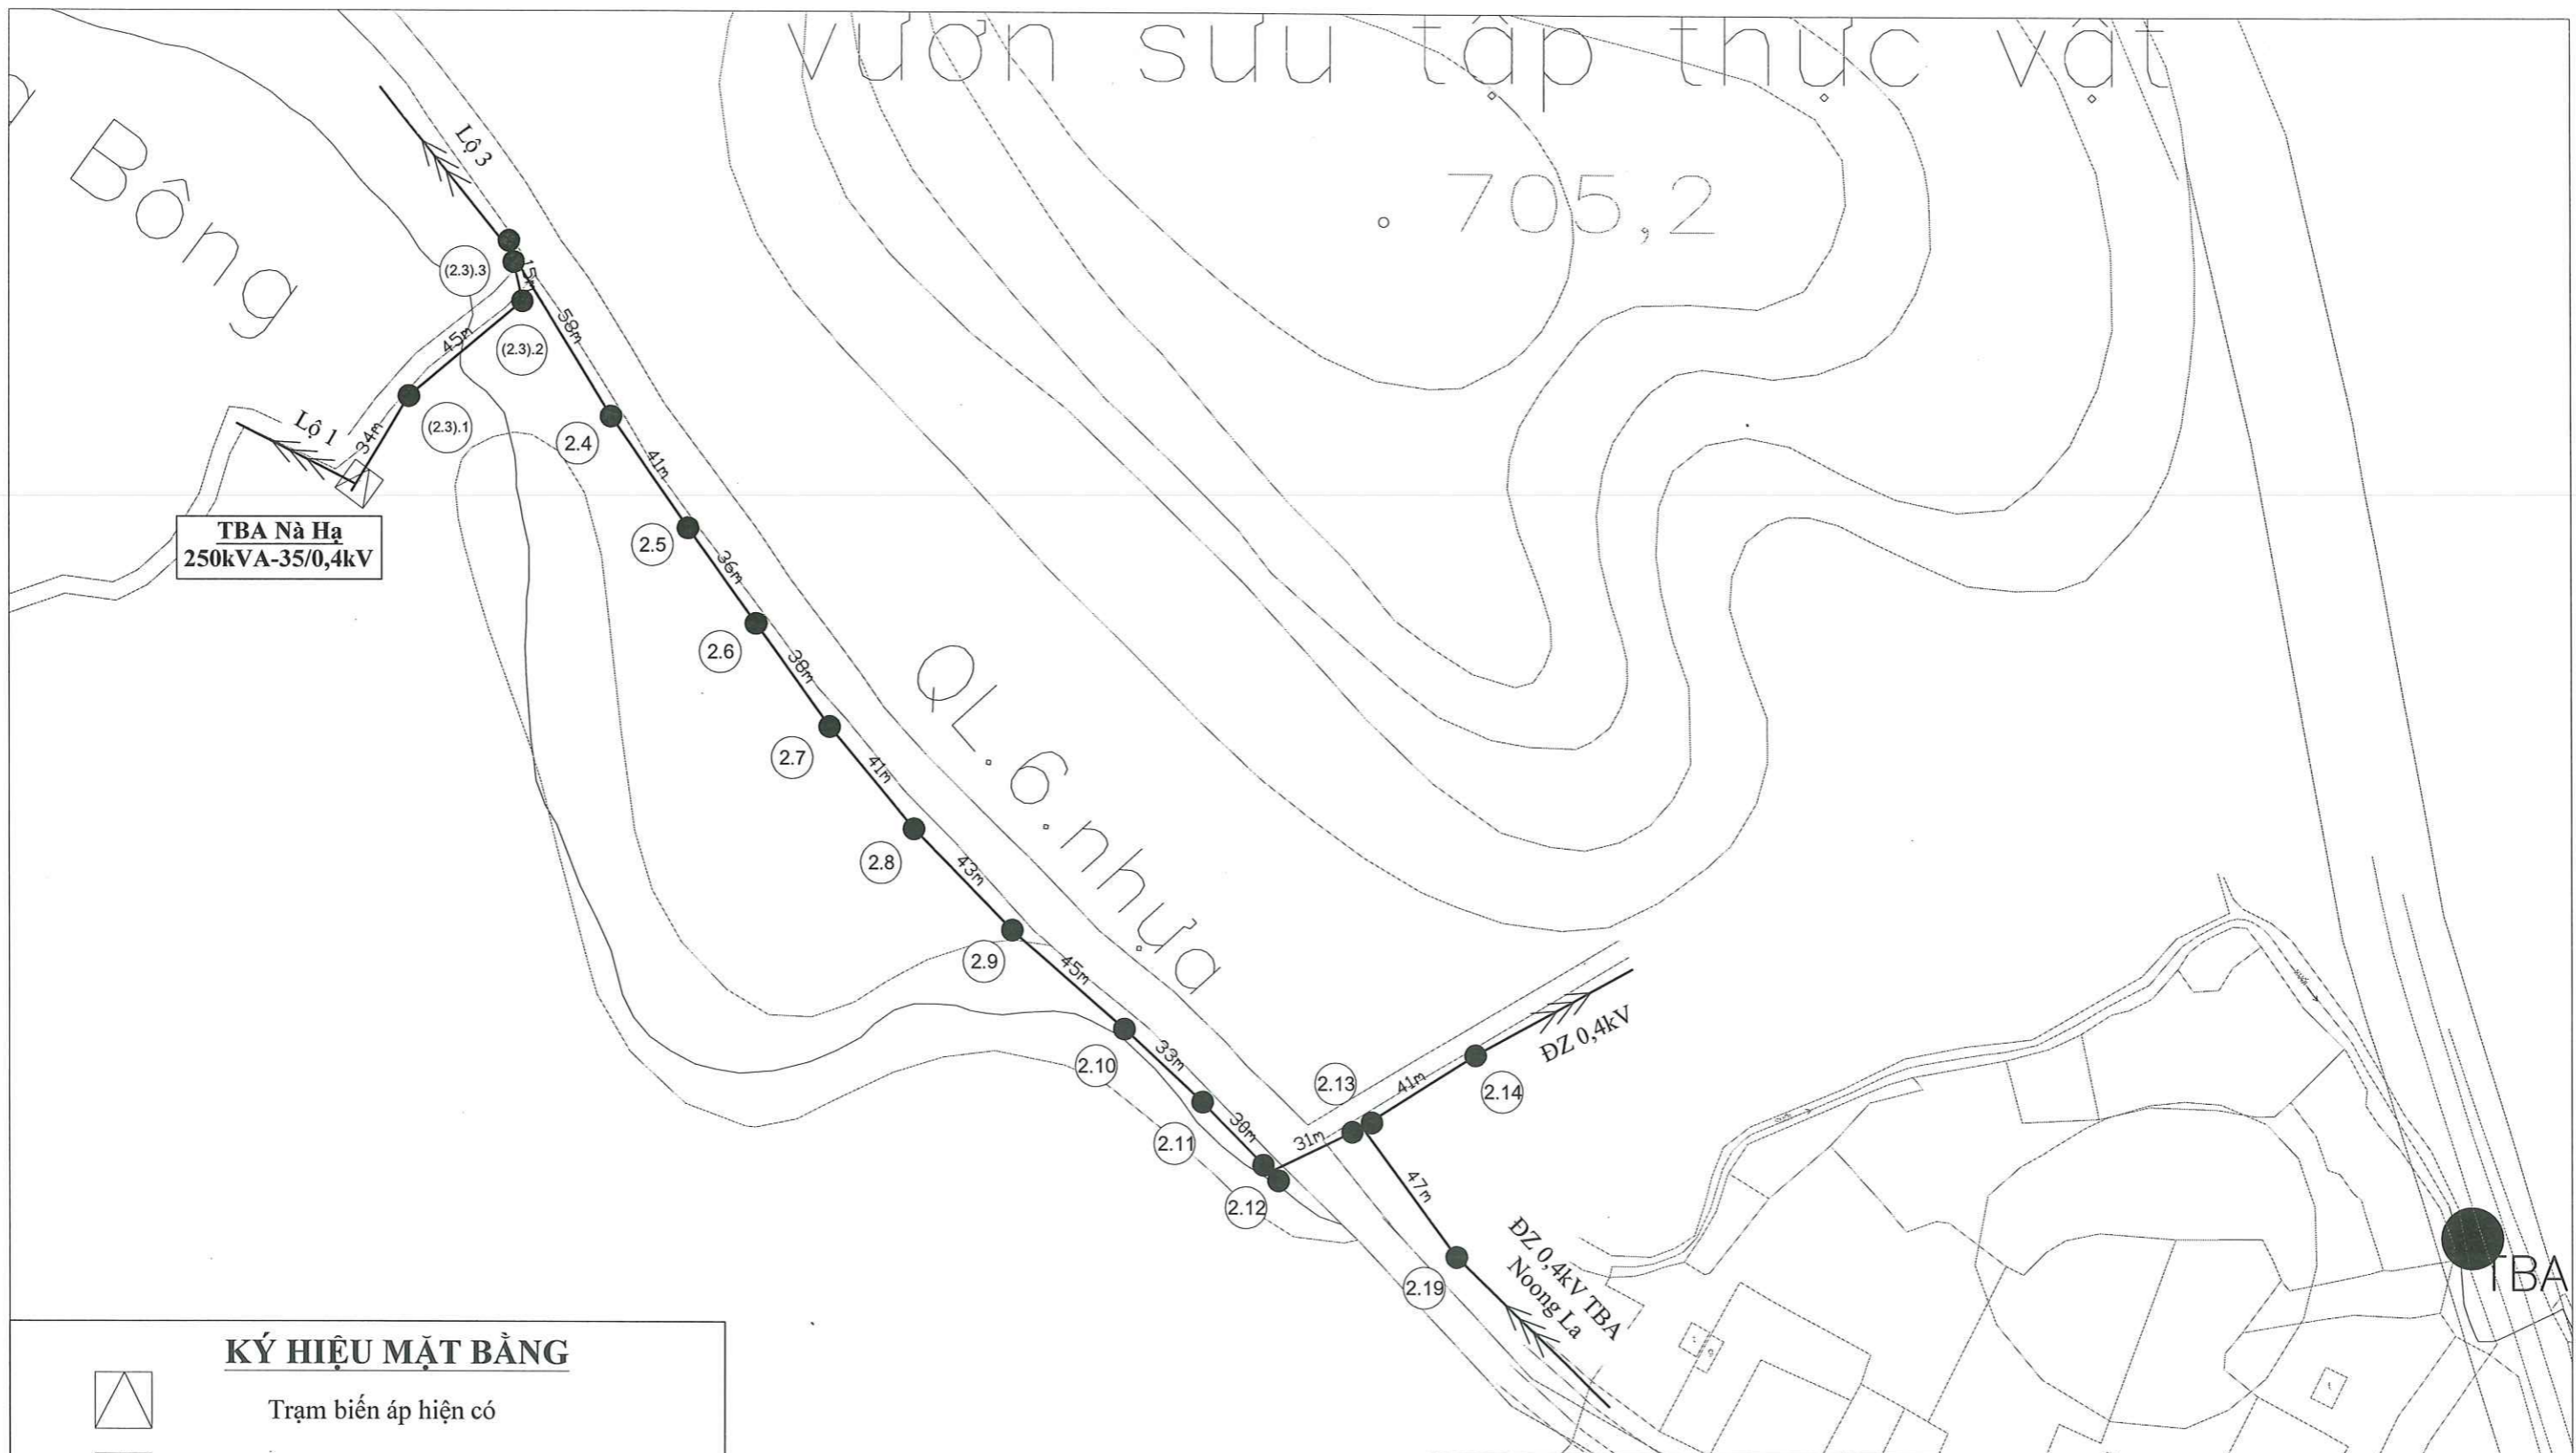 vườn sưu tập thực vật
Bông
705,2
Lộ 3
(2.3).3
15m
58m
(2.3).2
45m
(2.3).1
34m
Lộ 1
TBA Nà Hạ
250kVA-35/0,4kV
2.4
41m
2.5
36m
2.6
38m
2.7
41m
2.8
43m
2.9
QL.6.nhựa
45m
2.10
33m
2.11
30m
2.12
31m
2.13
41m
2.14
ĐZ 0,4kV
47m
2.19
ĐZ 0,4kV TBA
Noong La
TBA
KÝ HIỆU MẶT BẰNG
Trạm biến áp hiện có